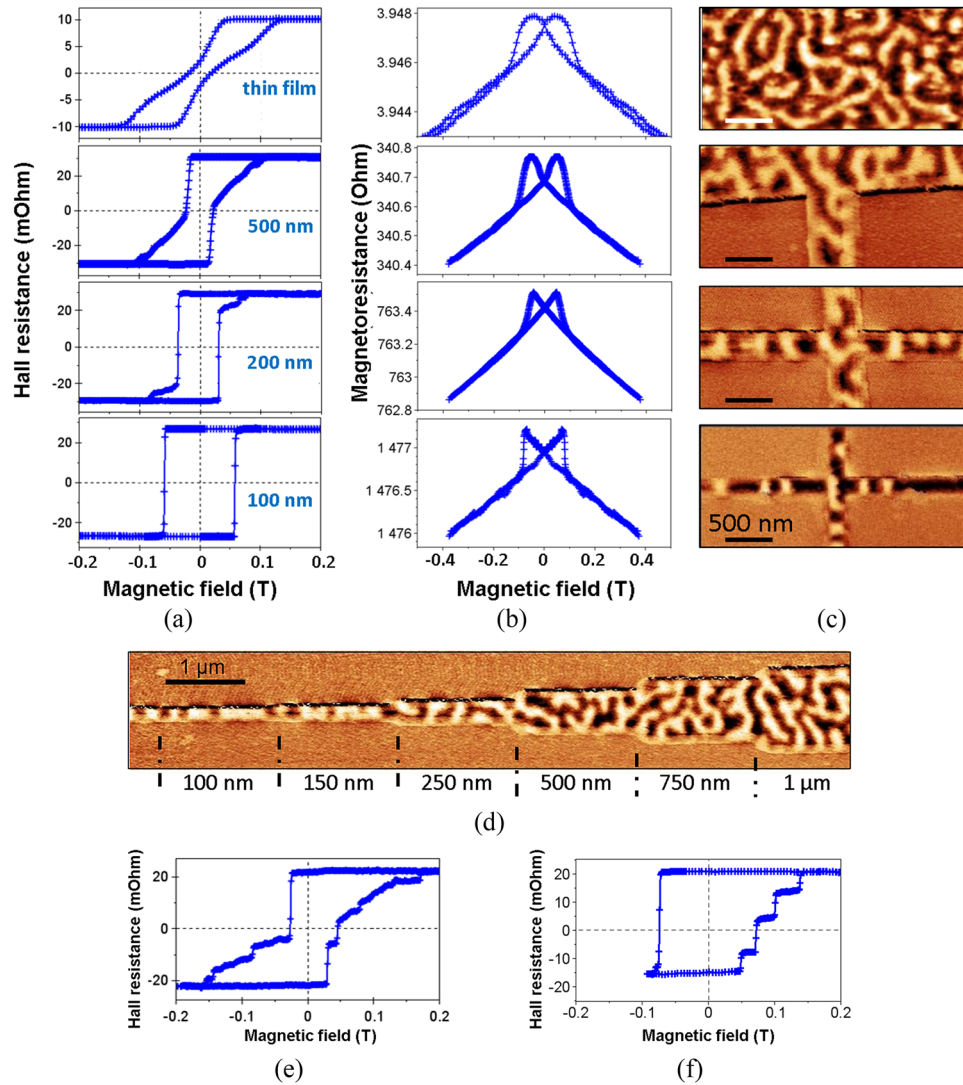 Hall resistance (mOhm)
10
5
0
-5
-10
thin film
20
0
-20
500 nm
20
0
-20
200 nm
20
0
-20
100 nm
-0.2
-0.1
0
0.1
0.2
Magnetic field (T)
(a)
Magnetoresistance (Ohm)
3.948
3.946
3.944
340.8
340.7
340.6
340.5
340.4
763.4
763.2
763
762.8
1 477
1 476.5
1 476
-0.4
-0.2
0
0.2
0.4
Magnetic field (T)
(b)
500 nm
(c)
1 µm
100 nm
150 nm
250 nm
500 nm
750 nm
1 µm
(d)
Hall resistance (mOhm)
20
0
-20
-0.2
-0.1
0
0.1
0.2
Magnetic field (T)
(e)
Hall resistance (mOhm)
20
10
0
-10
-20
-0.2
-0.1
0
0.1
0.2
Magnetic field (T)
(f)